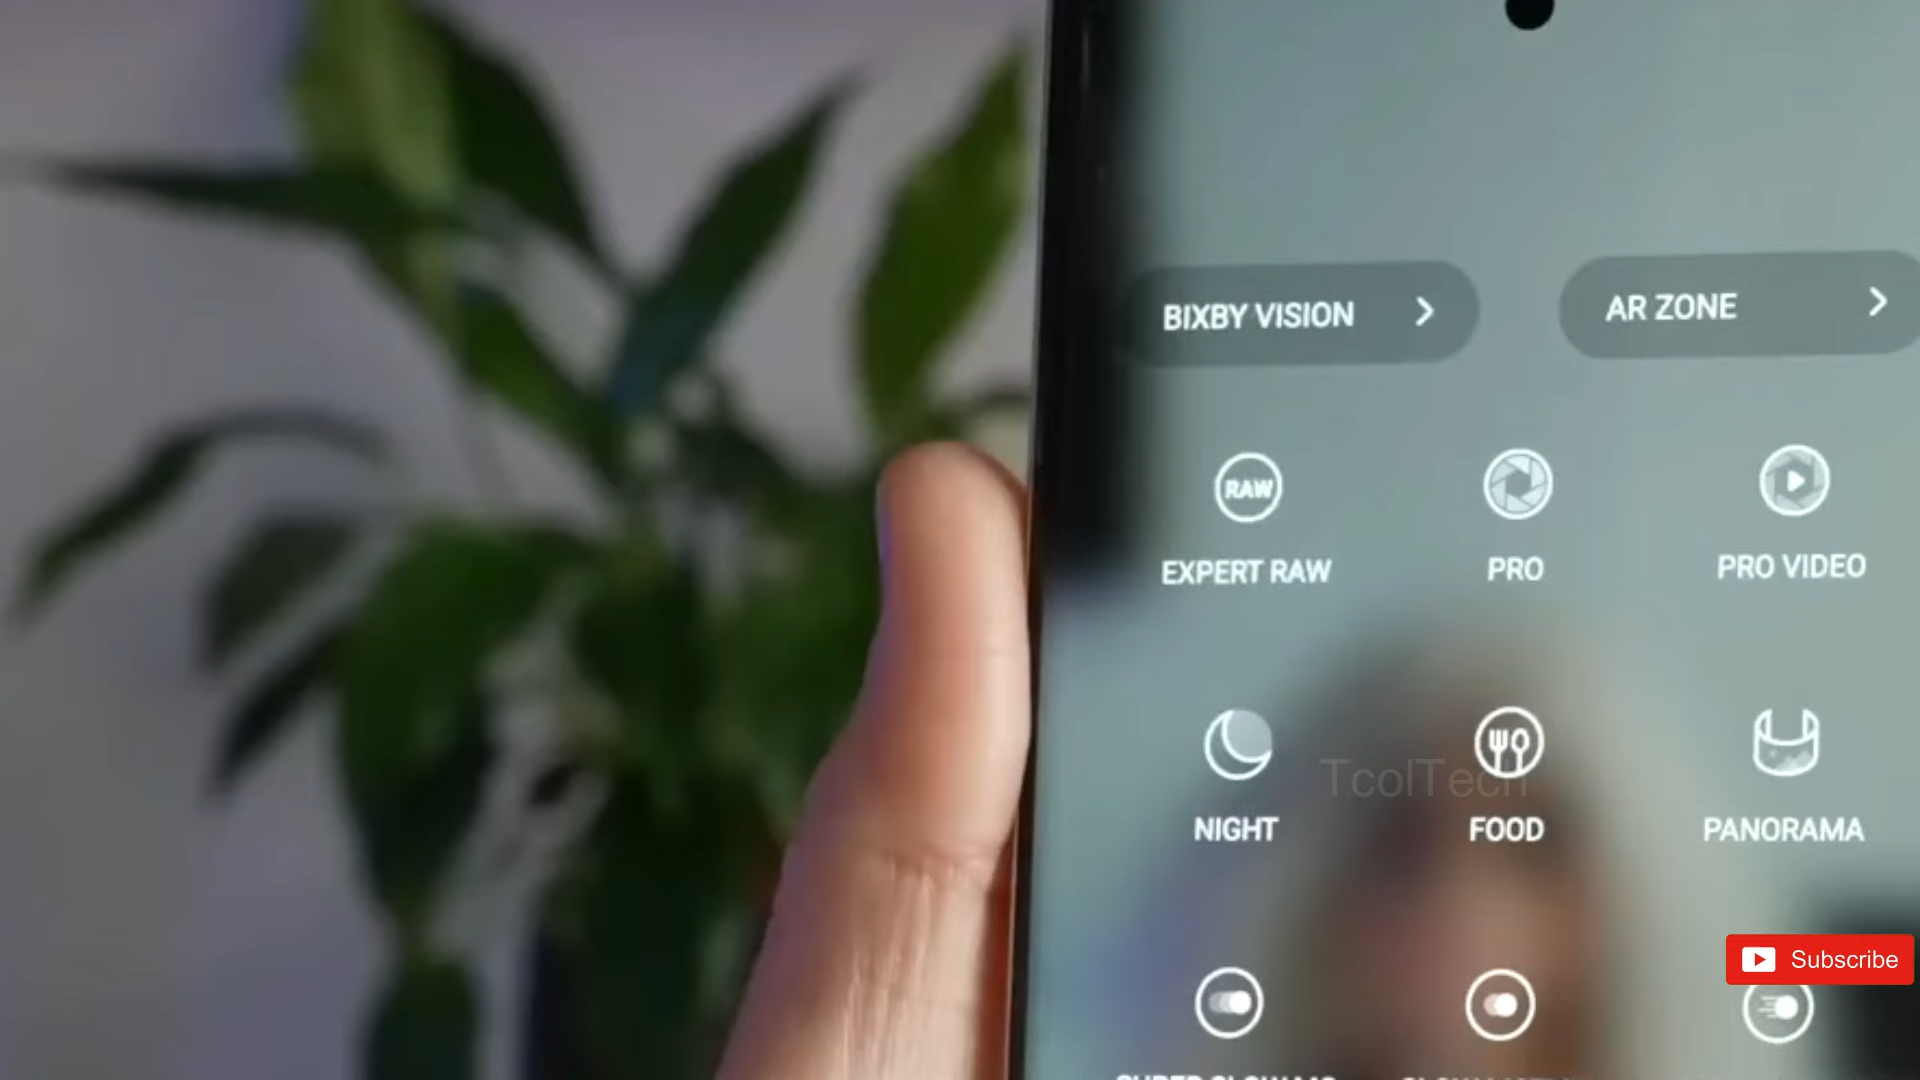 BIXBY VISION
AR ZONE
RAW
EXPERT RAW
PRO
PRO VIDEO
TcolTech
NIGHT
FOOD
PANORAMA
Subscribe